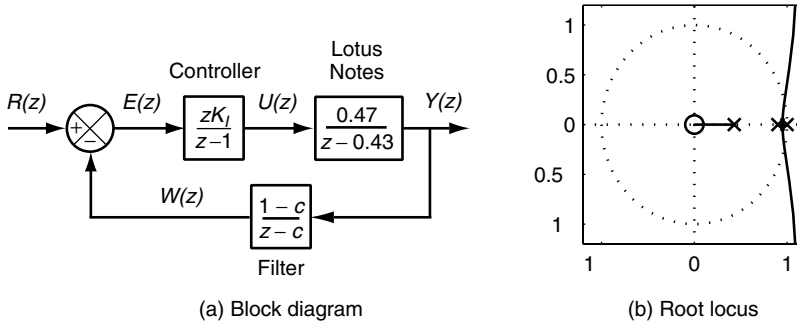 Controller
Lotus
Notes
R(z)
E(z)
U(z)
Y(z)
+
−
zK_I
z−1
0.47
z−0.43
W(z)
1−c
z−c
Filter
(a) Block diagram
1
0.5
0
0.5
1
1
0
1
(b) Root locus